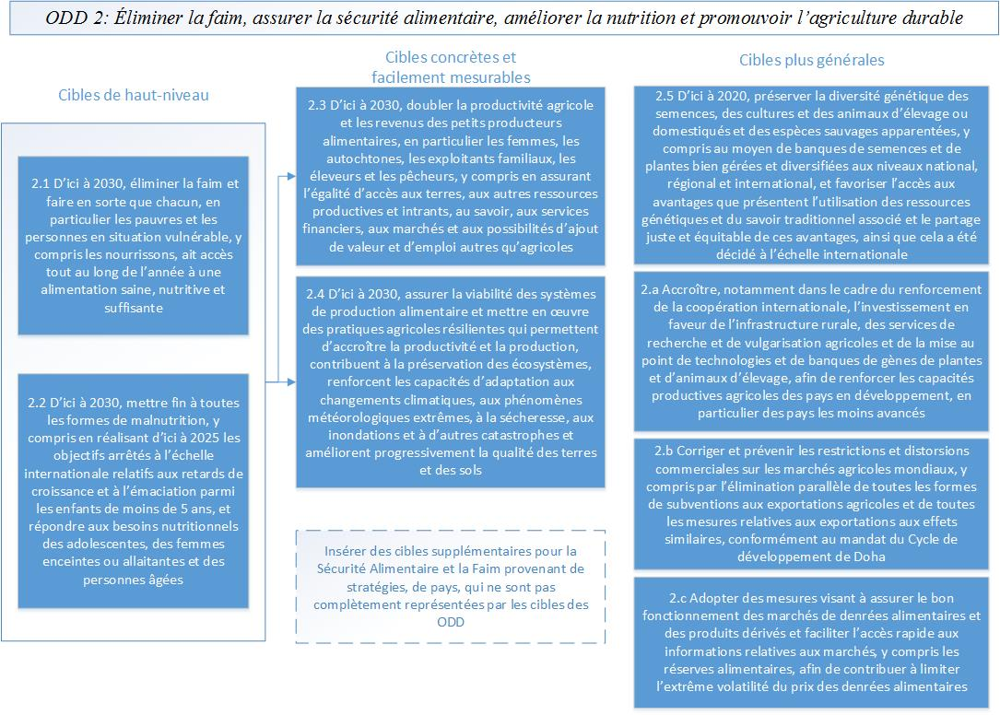 ODD 2: Éliminer la faim, assurer la sécurité alimentaire, améliorer la nutrition et promouvoir l’agriculture durable
Cibles de haut-niveau
2.1 D’ici à 2030, éliminer la faim et
faire en sorte que chacun, en
particulier les pauvres et les
personnes en situation vulnérable, y
compris les nourrissons, ait accès
tout au long de l’année à une
alimentation saine, nutritive et
suffisante
2.2 D’ici à 2030, mettre fin à toutes
les formes de malnutrition, y
compris en réalisant d’ici à 2025 les
objectifs arrêtés à l’échelle
internationale relatifs aux retards de
croissance et à l’émaciation parmi
les enfants de moins de 5 ans, et
répondre aux besoins nutritionnels
des adolescentes, des femmes
enceintes ou allaitantes et des
personnes âgées
Cibles concrètes et
facilement mesurables
2.3 D’ici à 2030, doubler la productivité agricole
et les revenus des petits producteurs
alimentaires, en particulier les femmes, les
autochtones, les exploitants familiaux, les
éleveurs et les pêcheurs, y compris en assurant
l’égalité d’accès aux terres, aux autres ressources
productives et intrants, au savoir, aux services
financiers, aux marchés et aux possibilités d’ajout
de valeur et d’emploi autres qu’agricoles
2.4 D’ici à 2030, assurer la viabilité des systèmes
de production alimentaire et mettre en œuvre
des pratiques agricoles résilientes qui permettent
d’accroître la productivité et la production,
contribuent à la préservation des écosystèmes,
renforcent les capacités d’adaptation aux
changements climatiques, aux phénomènes
météorologiques extrêmes, à la sécheresse, aux
inondations et à d’autres catastrophes et
améliorent progressivement la qualité des terres
et des sols
Insérer des cibles supplémentaires pour la
Sécurité Alimentaire et la Faim provenant de
stratégies, de pays, qui ne sont pas
complètement représentées par les cibles des
ODD
Cibles plus générales
2.5 D’ici à 2020, préserver la diversité génétique des
semences, des cultures et des animaux d’élevage ou
domestiqués et des espèces sauvages apparentées, y
compris au moyen de banques de semences et de
plantes bien gérées et diversifiées aux niveaux national,
régional et international, et favoriser l’accès aux
avantages que présentent l’utilisation des ressources
génétiques et du savoir traditionnel associé et le partage
juste et équitable de ces avantages, ainsi que cela a été
décidé à l’échelle internationale
2.a Accroître, notamment dans le cadre du renforcement
de la coopération internationale, l’investissement en
faveur de l’infrastructure rurale, des services de
recherche et de vulgarisation agricoles et de la mise au
point de technologies et de banques de gènes de plantes
et d’animaux d’élevage, afin de renforcer les capacités
productives agricoles des pays en développement, en
particulier des pays les moins avancés
2.b Corriger et prévenir les restrictions et distorsions
commerciales sur les marchés agricoles mondiaux, y
compris par l’élimination parallèle de toutes les formes
de subventions aux exportations agricoles et de toutes
les mesures relatives aux exportations aux effets
similaires, conformément au mandat du Cycle de
développement de Doha
2.c Adopter des mesures visant à assurer le bon
fonctionnement des marchés de denrées alimentaires et
des produits dérivés et faciliter l’accès rapide aux
informations relatives aux marchés, y compris les
réserves alimentaires, afin de contribuer à limiter
l’extrême volatilité du prix des denrées alimentaires